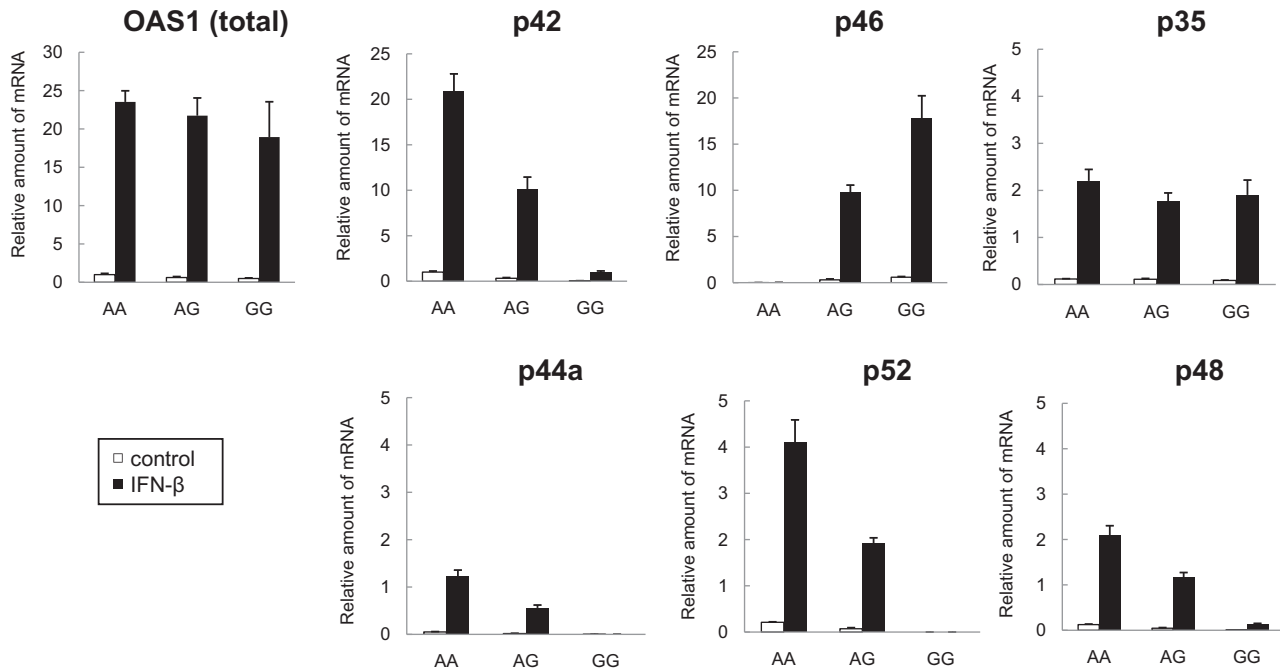 OAS1 (total)
Relative amount of mRNA
30
25
20
15
10
5
0
AA AG GG
p42
Relative amount of mRNA
25
20
15
10
5
0
AA AG GG
p46
Relative amount of mRNA
25
20
15
10
5
0
AA AG GG
p35
Relative amount of mRNA
5
4
3
2
1
0
AA AG GG
control
IFN-β
p44a
Relative amount of mRNA
5
4
3
2
1
0
AA AG GG
p52
Relative amount of mRNA
5
4
3
2
1
0
AA AG GG
p48
Relative amount of mRNA
5
4
3
2
1
0
AA AG GG